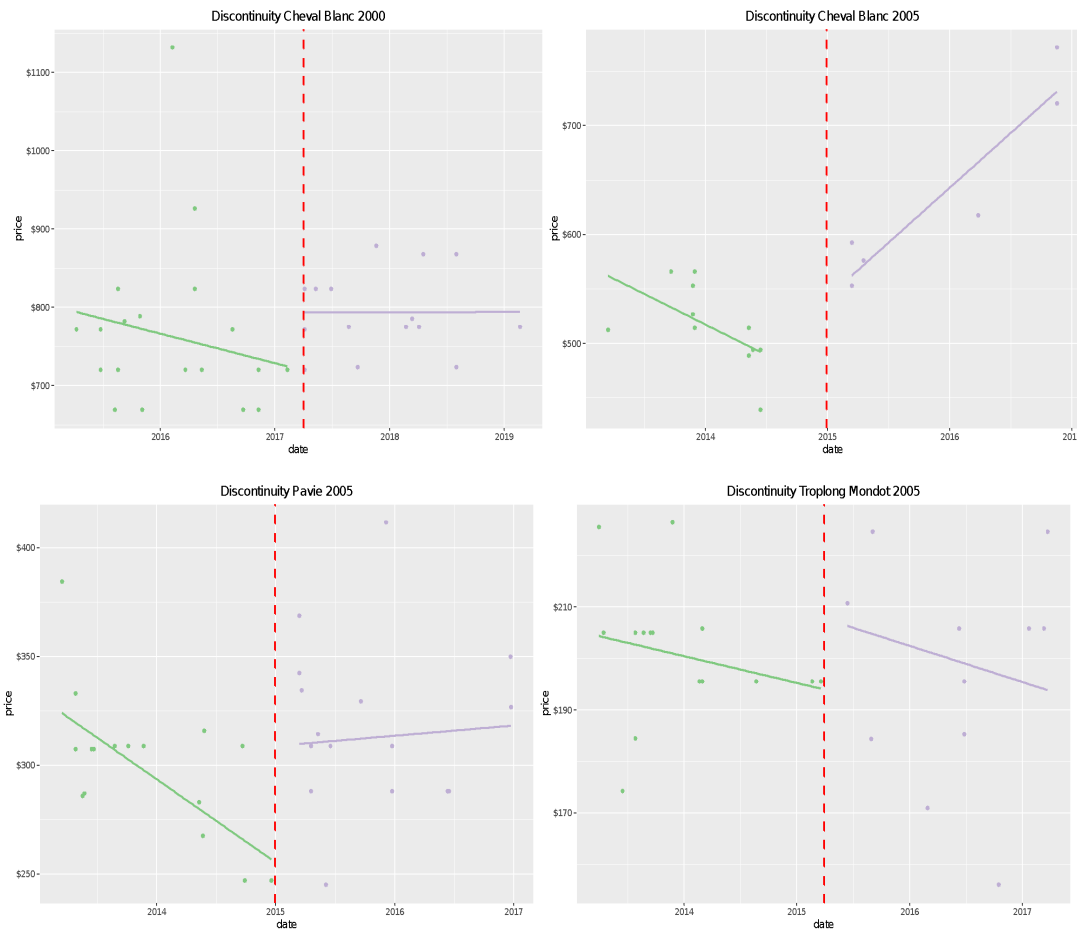 Discontinuity Cheval Blanc 2000
$1100
$1000
$900
$800
$700
price
2016
2017
2018
2019
date
Discontinuity Cheval Blanc 2005
$700
$600
$500
price
2014
2015
2016
201
date
Discontinuity Pavie 2005
$400
$350
$300
$250
price
2014
2015
2016
2017
date
Discontinuity Troplong Mondot 2005
$210
$190
$170
price
2014
2015
2016
2017
date